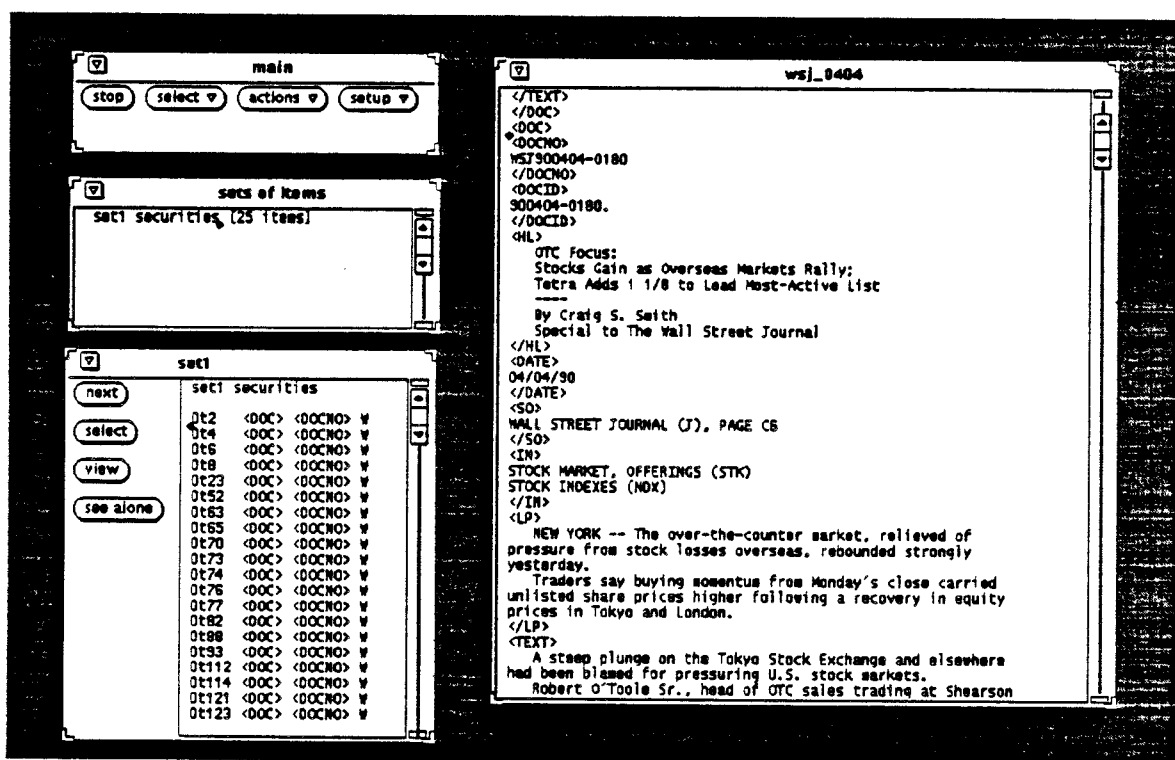 main
stop select actions setup
sets of items
set1 securities [25 items]
set1
next
select
view
see alone
set1 securities
0t2 <DOC> <DOCNO> W
0t4 <DOC> <DOCNO> W
0t6 <DOC> <DOCNO> W
0t8 <DOC> <DOCNO> W
0t23 <DOC> <DOCNO> W
0t52 <DOC> <DOCNO> W
0t63 <DOC> <DOCNO> W
0t65 <DOC> <DOCNO> W
0t70 <DOC> <DOCNO> W
0t73 <DOC> <DOCNO> W
0t74 <DOC> <DOCNO> W
0t76 <DOC> <DOCNO> W
0t77 <DOC> <DOCNO> W
0t82 <DOC> <DOCNO> W
0t88 <DOC> <DOCNO> W
0t93 <DOC> <DOCNO> W
0t112 <DOC> <DOCNO> W
0t114 <DOC> <DOCNO> W
0t121 <DOC> <DOCNO> W
0t123 <DOC> <DOCNO> W
wsj_0404
</TEXT>
</DOC>
<DOC>
<DOCNO>
WSJ900404-0180
</DOCNO>
<DOCID>
900404-0180.
</DOCID>
<HL>
OTC Focus:
Stocks Gain as Overseas Markets Rally;
Tetra Adds 1 1/8 to Lead Most-Active List
----
By Craig S. Smith
Special to The Wall Street Journal
</HL>
<DATE>
04/04/90
</DATE>
<SO>
WALL STREET JOURNAL (J), PAGE C6
</SO>
<IN>
STOCK MARKET, OFFERINGS (STK)
STOCK INDEXES (NDX)
</IN>
<LP>
NEW YORK -- The over-the-counter market, relieved of
pressure from stock losses overseas, rebounded strongly
yesterday.
Traders say buying momentum from Monday's close carried
unlisted share prices higher following a recovery in equity
prices in Tokyo and London.
</LP>
<TEXT>
A steep plunge on the Tokyo Stock Exchange and elsewhere
had been blamed for pressuring U.S. stock markets.
Robert O'Toole Sr., head of OTC sales trading at Shearson